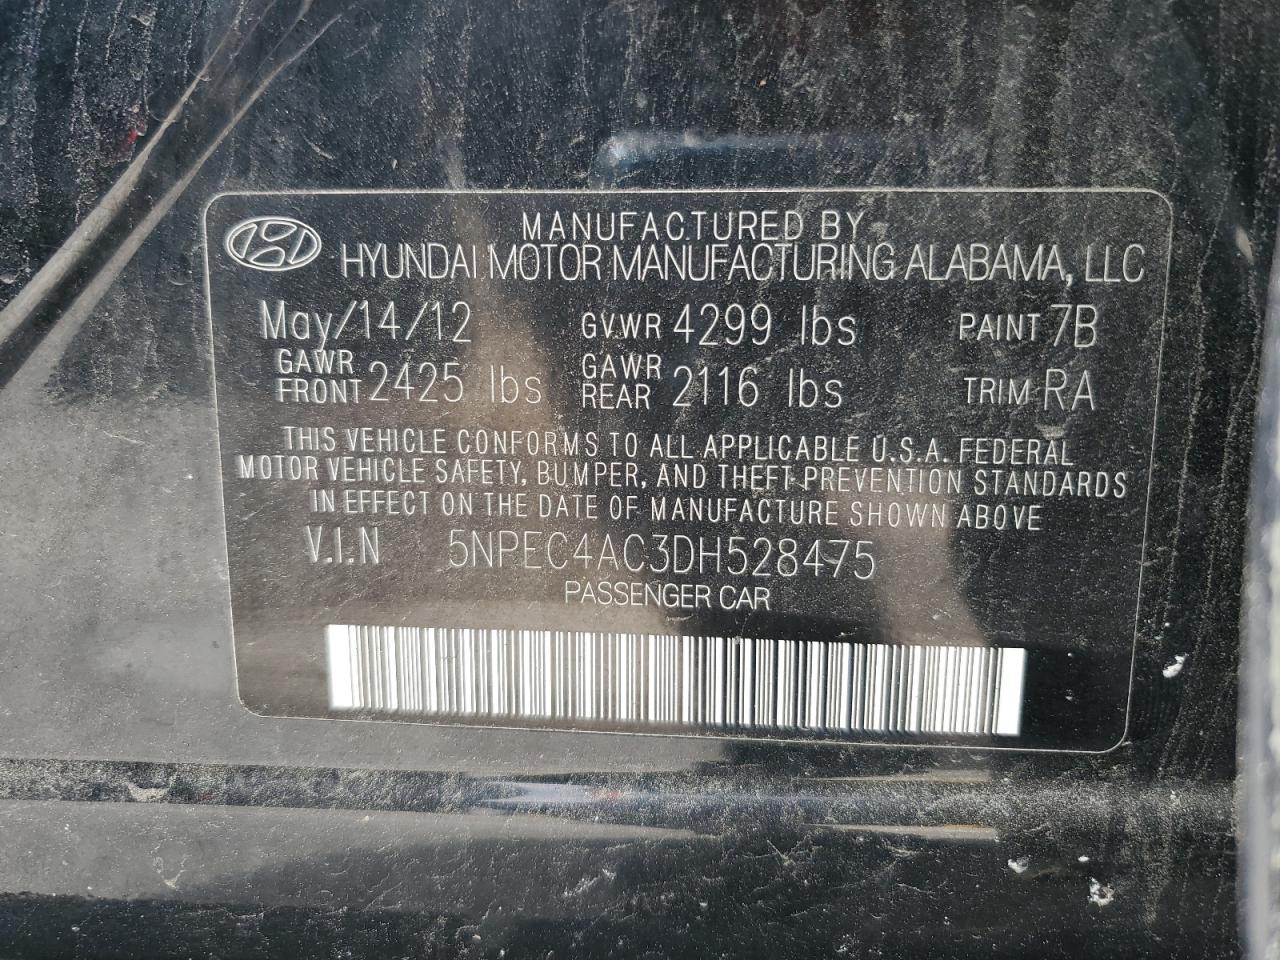 MANUFACTURED BY
HYUNDAI MOTOR MANUFACTURING ALABAMA, LLC
May/14/12 GVWR 4299 lbs PAINT 7B
GAWR FRONT 2425 lbs GAWR REAR 2116 lbs TRIM RA
THIS VEHICLE CONFORMS TO ALL APPLICABLE U.S.A. FEDERAL
MOTOR VEHICLE SAFETY, BUMPER, AND THEFT PREVENTION STANDARDS
IN EFFECT ON THE DATE OF MANUFACTURE SHOWN ABOVE
V.I.N 5NPEC4AC3DH528475
PASSENGER CAR